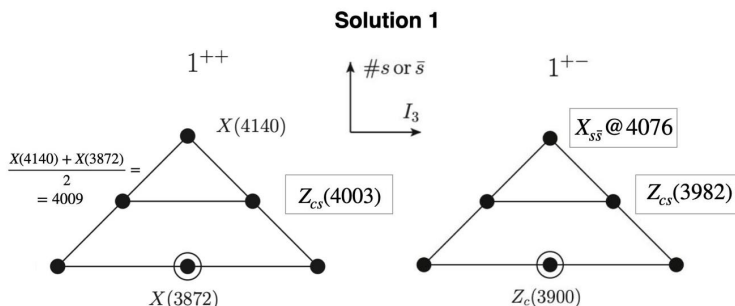 Solution 1
1⁺⁺
# s or s̄
I₃
1⁺⁻
X(4140)
X(4140) + X(3872)
2
=
= 4009
Z_cs(4003)
X(3872)
X_ss̄@4076
Z_cs(3982)
Z_c(3900)